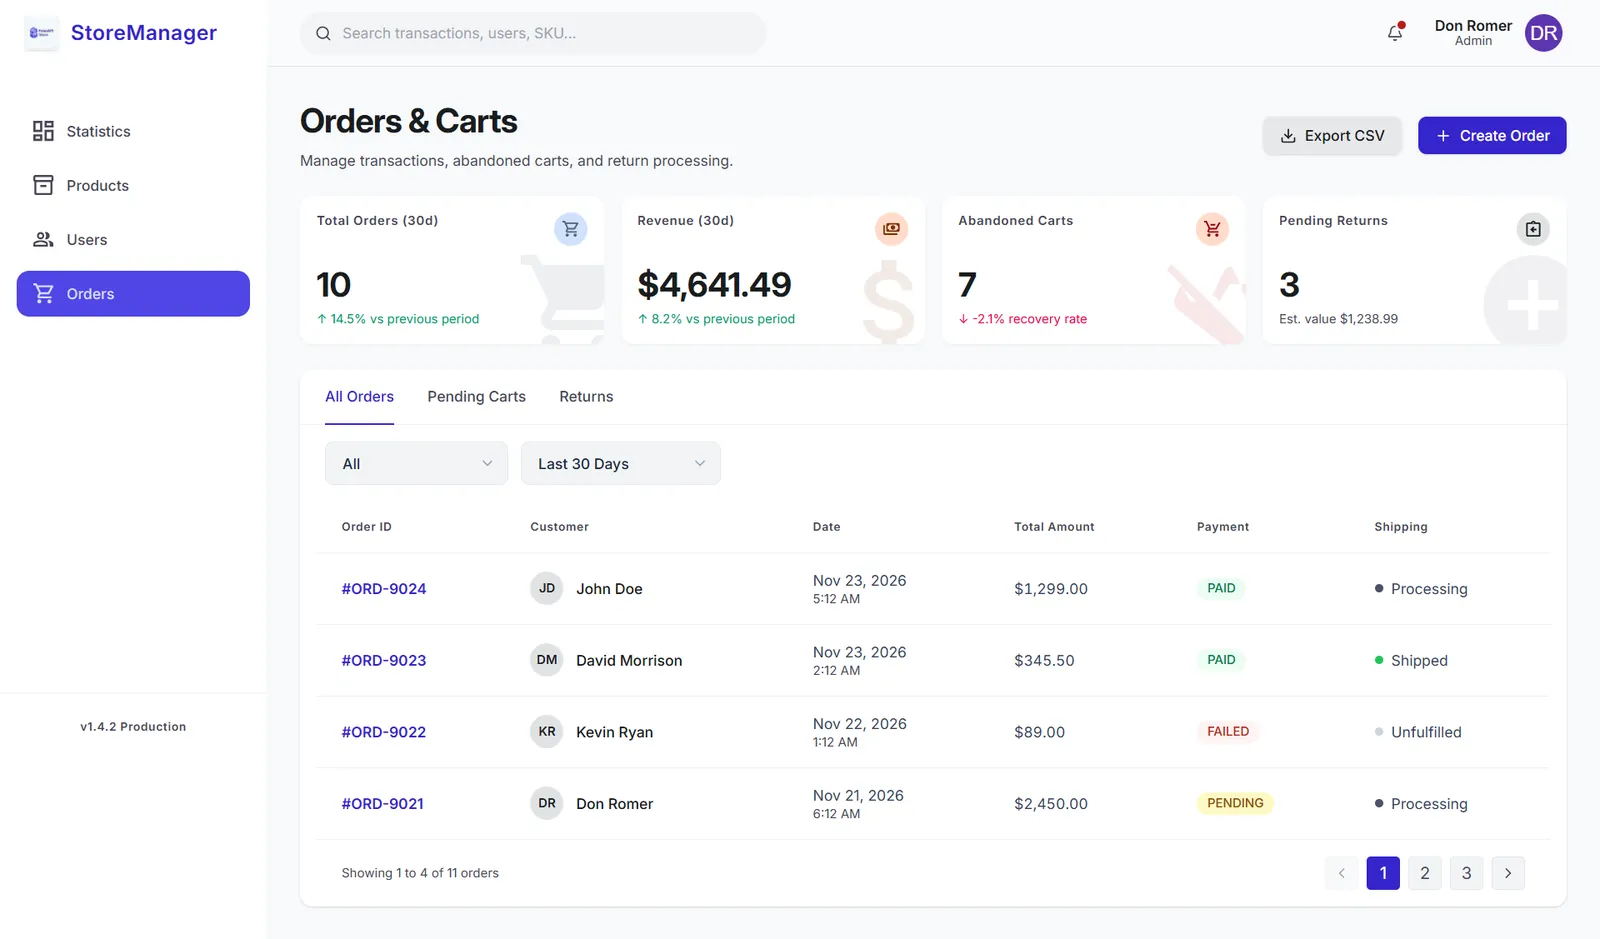 StoreManager
Search transactions, users, SKU...
Don Romer
Admin
DR
Statistics
Products
Users
Orders
v1.4.2 Production
Orders & Carts
Manage transactions, abandoned carts, and return processing.
Export CSV
Create Order
Total Orders (30d)
10
↑ 14.5% vs previous period
Revenue (30d)
$4,641.49
↑ 8.2% vs previous period
Abandoned Carts
7
↓ -2.1% recovery rate
Pending Returns
3
Est. value $1,238.99
All Orders Pending Carts Returns
All Last 30 Days
Order ID Customer Date Total Amount Payment Shipping
#ORD-9024 JD John Doe Nov 23, 2026 $1,299.00 PAID Processing
5:12 AM
#ORD-9023 DM David Morrison Nov 23, 2026 $345.50 PAID Shipped
2:12 AM
#ORD-9022 KR Kevin Ryan Nov 22, 2026 $89.00 FAILED Unfulfilled
1:12 AM
#ORD-9021 DR Don Romer Nov 21, 2026 $2,450.00 PENDING Processing
6:12 AM
Showing 1 to 4 of 11 orders
1 2 3